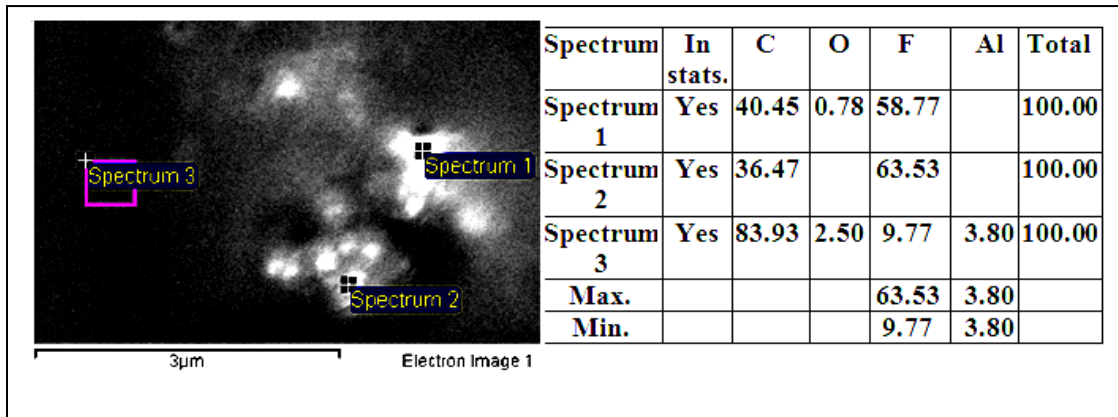 Spectrum 3
Spectrum 1
Spectrum 2
3µm Electron Image 1
Spectrum In stats. C O F Al Total
Spectrum 1 Yes 40.45 0.78 58.77 100.00
Spectrum 2 Yes 36.47 63.53 100.00
Spectrum 3 Yes 83.93 2.50 9.77 3.80 100.00
Max. 63.53 3.80
Min. 9.77 3.80